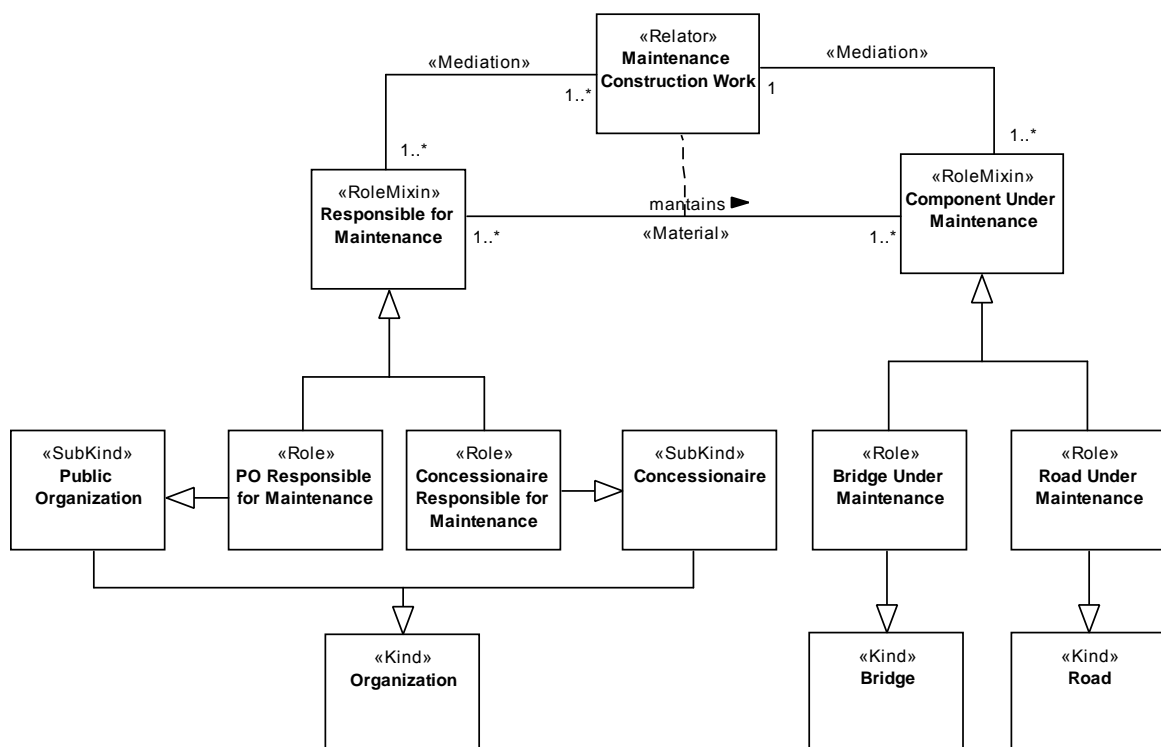 «Relator»
Maintenance
Construction Work
«Mediation»
«Mediation»
1..*
1
1..*
1..*
«RoleMixin»
Responsible for
Maintenance
mantains
«Material»
1..*
1..*
«RoleMixin»
Component Under
Maintenance
«SubKind»
Public
Organization
«Role»
PO Responsible
for Maintenance
«Role»
Concessionaire
Responsible for
Maintenance
«SubKind»
Concessionaire
«Role»
Bridge Under
Maintenance
«Role»
Road Under
Maintenance
«Kind»
Organization
«Kind»
Bridge
«Kind»
Road